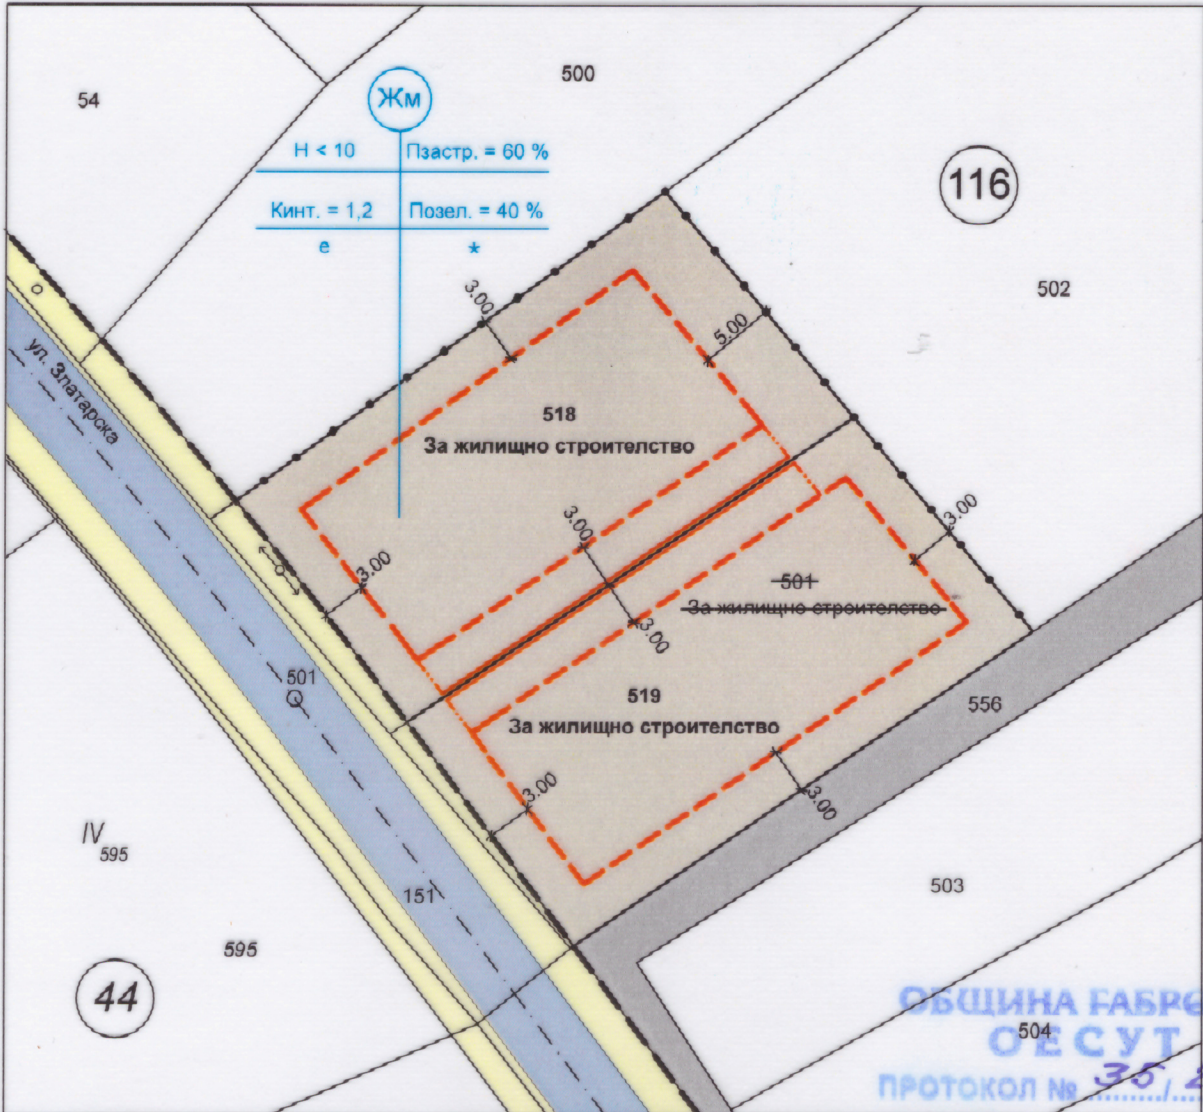 54
500
Жм
Н < 10 Пзастр. = 60 %
Кинт. = 1,2 Позел. = 40 %
е *
116
502
3.00
5.00
ул. Златарска
518
За жилищно строителство
3.00
3.00
3.00
501
За жилищно строителство
3.00
501
519
За жилищно строителство
556
3.00
3.00
IV
595
151
503
595
44
ОБЩИНА ГАБР
504
ОЕСУТ
ПРОТОКОЛ № 35